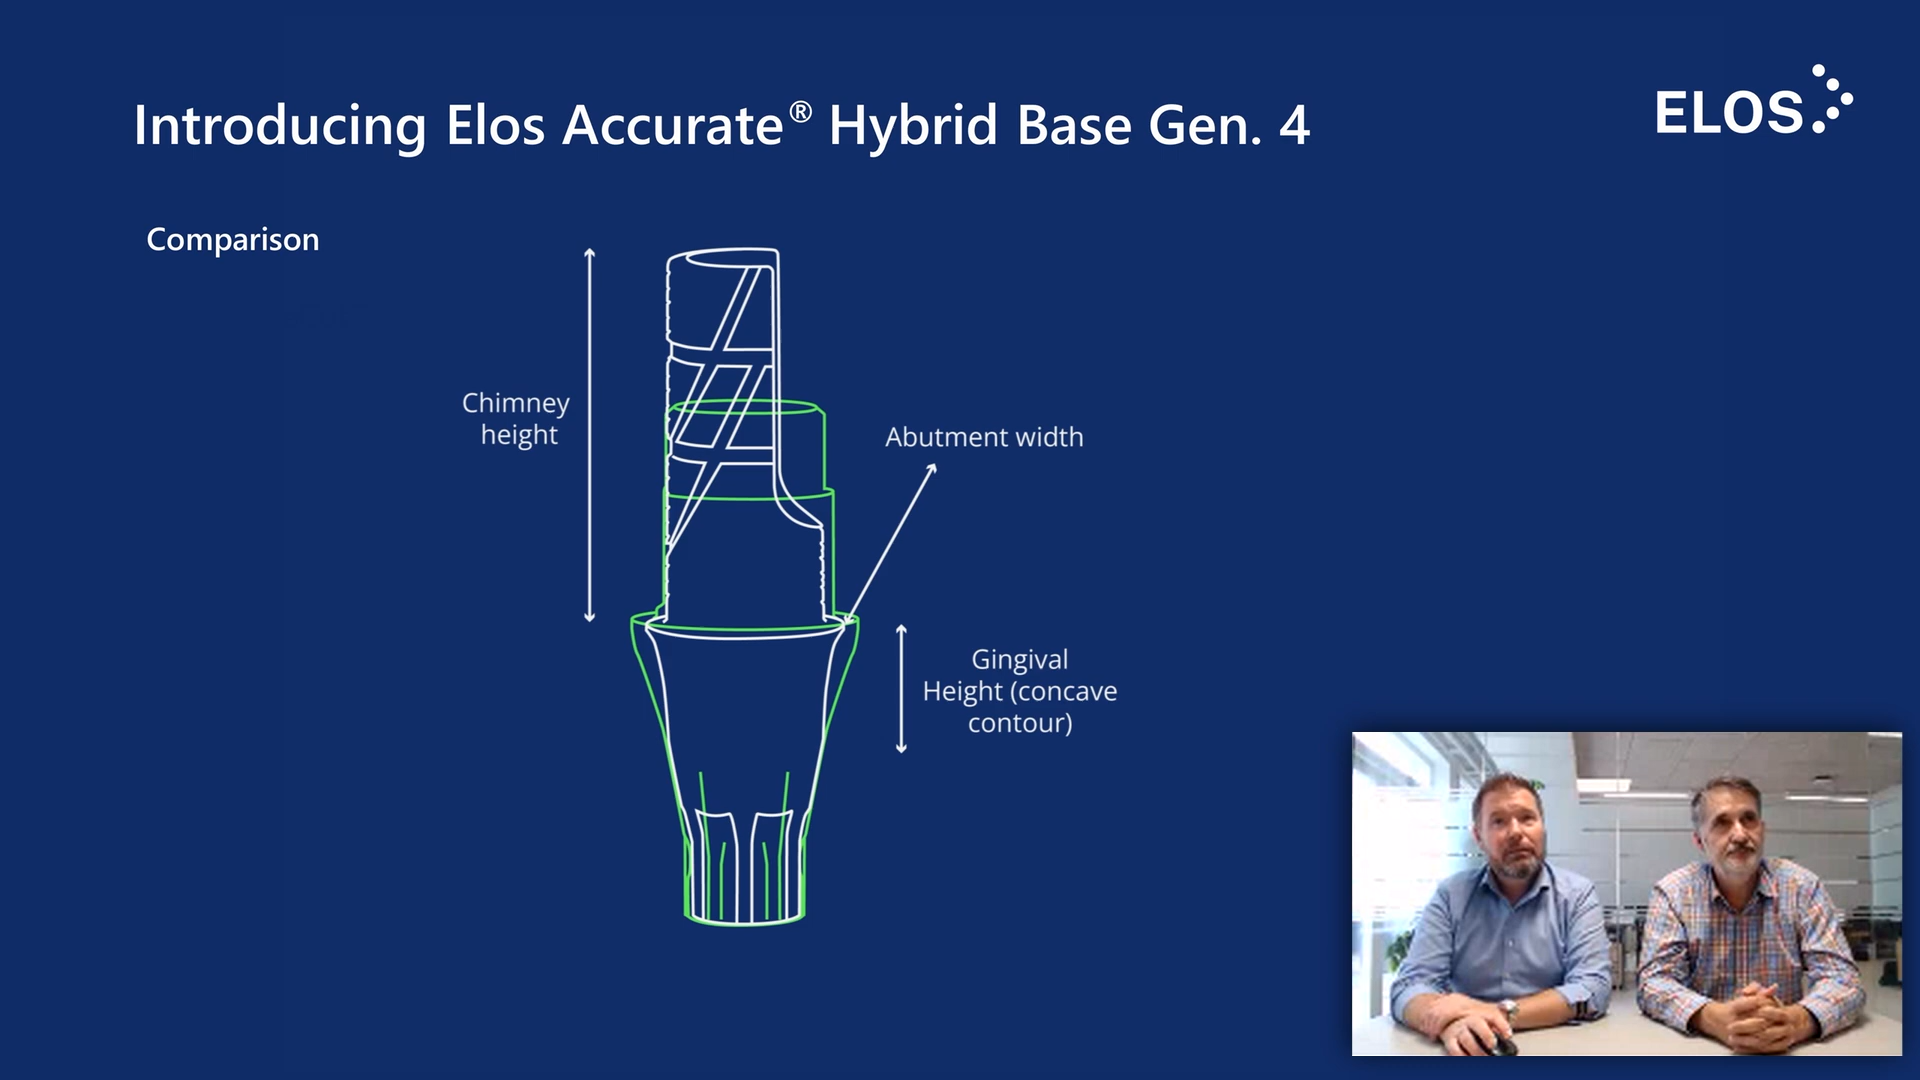 Introducing Elos Accurate® Hybrid Base Gen. 4
ELOS
Comparison
Chimney
height
Abutment width
Gingival
Height (concave
contour)